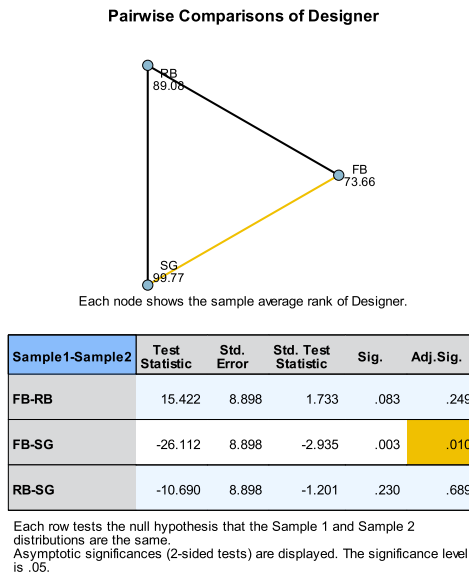 Pairwise Comparisons of Designer
RB
89.08
FB
73.66
SG
99.77
Each node shows the sample average rank of Designer.
Sample1-Sample2 Test Statistic Std. Error Std. Test Statistic Sig. Adj.Sig.
FB-RB 15.422 8.898 1.733 .083 .249
FB-SG -26.112 8.898 -2.935 .003 .010
RB-SG -10.690 8.898 -1.201 .230 .689
Each row tests the null hypothesis that the Sample 1 and Sample 2
distributions are the same.
Asymptotic significances (2-sided tests) are displayed. The significance level
is .05.